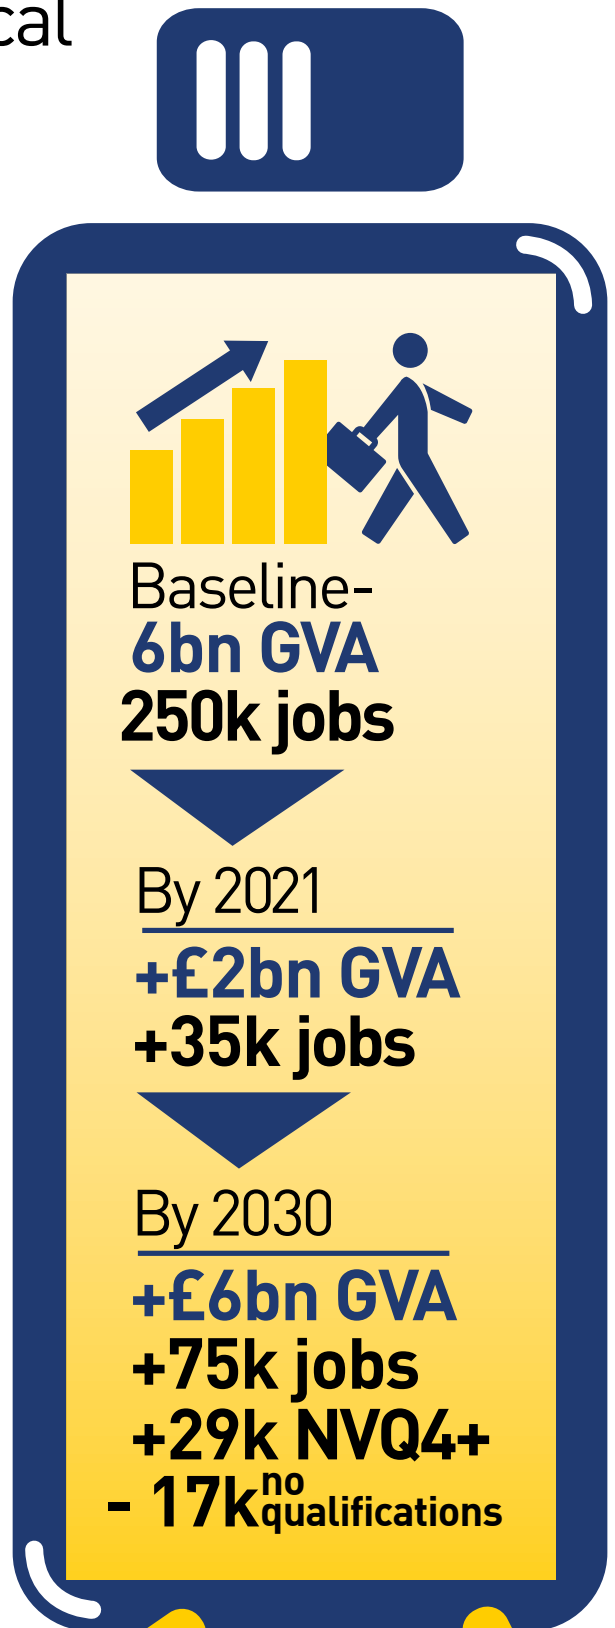 cal
Baseline-
6bn GVA
250k jobs
By 2021
+£2bn GVA
+35k jobs
By 2030
+£6bn GVA
+75k jobs
+29k NVQ4+
- 17k no qualifications